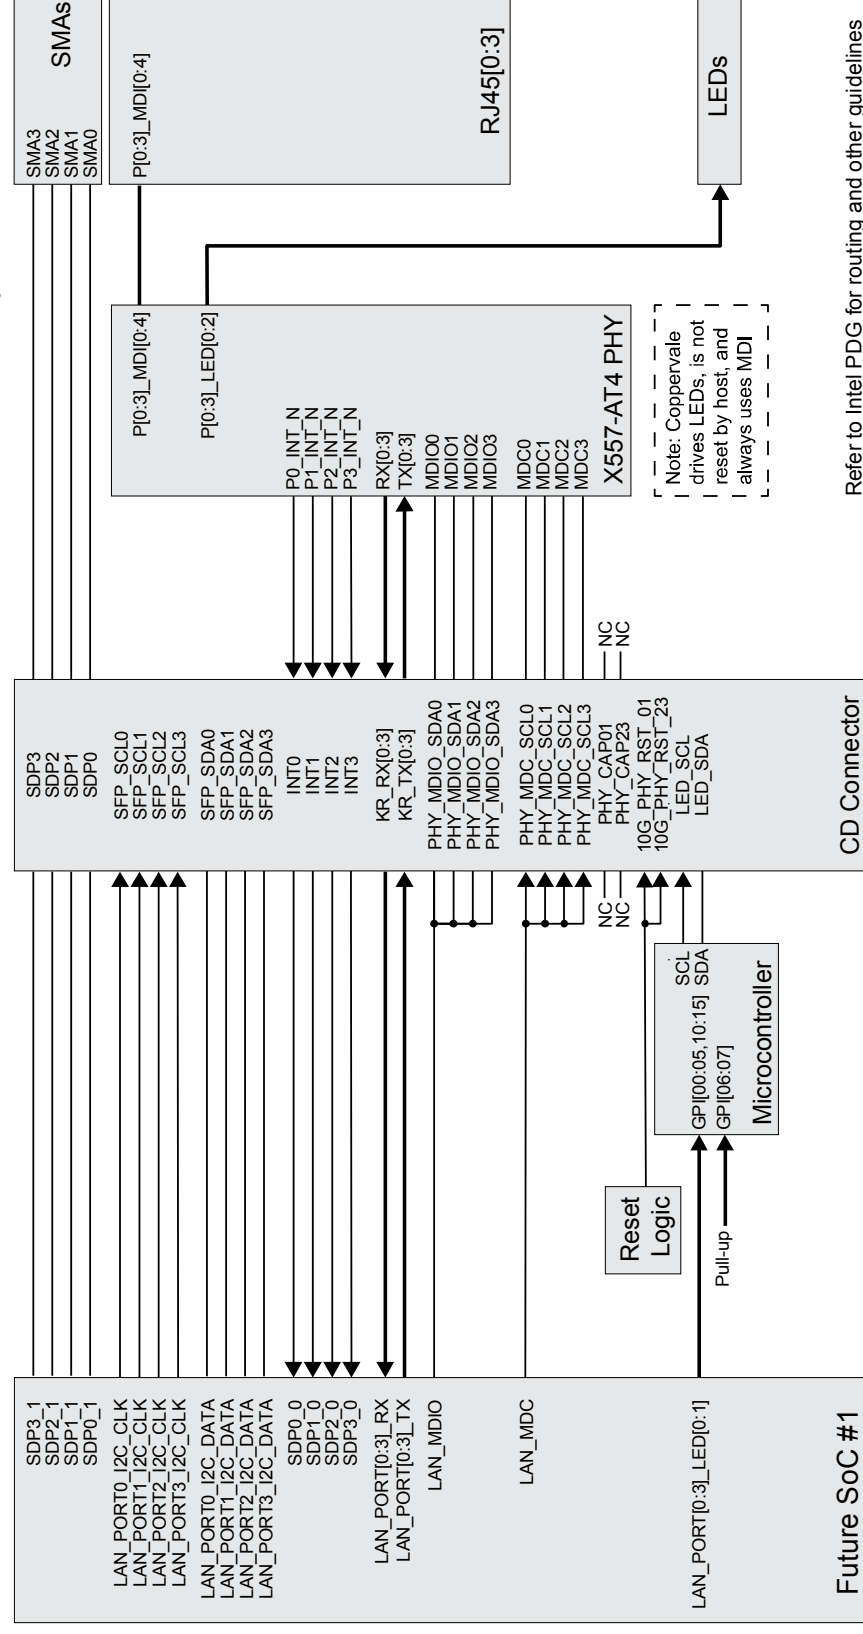 SDP3_1
SDP2_1
SDP1_1
SDP0_1
LAN_PORT0_I2C_CLK
LAN_PORT1_I2C_CLK
LAN_PORT2_I2C_CLK
LAN_PORT3_I2C_CLK
LAN_PORT0_I2C_DATA
LAN_PORT1_I2C_DATA
LAN_PORT2_I2C_DATA
LAN_PORT3_I2C_DATA
SDP0_0
SDP1_0
SDP2_0
SDP3_0
LAN_PORT[0:3]_RX
LAN_PORT[0:3]_TX
LAN_MDIO
LAN_MDC
LAN_PORT[0:3]_LED[0:1]
Future SoC #1
Reset
Logic
Pull-up
SCL
SDA
GPI[00:05,10:15]
GPI[06:07]
Microcontroller
NC
NC
SDP3
SDP2
SDP1
SDP0
SFP_SCL0
SFP_SCL1
SFP_SCL2
SFP_SCL3
SFP_SDA0
SFP_SDA1
SFP_SDA2
SFP_SDA3
INT0
INT1
INT2
INT3
KR_RX[0:3]
KR_TX[0:3]
PHY_MDIO_SDA0
PHY_MDIO_SDA1
PHY_MDIO_SDA2
PHY_MDIO_SDA3
PHY_MDC_SCL0
PHY_MDC_SCL1
PHY_MDC_SCL2
PHY_MDC_SCL3
PHY_CAP01
PHY_CAP23
10G_PHY_RST_01
10G_PHY_RST_23
LED_SCL
LED_SDA
CD Connector
NC
NC
P[0:3]_MDI[0:4]
P[0:3]_LED[0:2]
P0_INT_N
P1_INT_N
P2_INT_N
P3_INT_N
RX[0:3]
TX[0:3]
MDIO0
MDIO1
MDIO2
MDIO3
MDC0
MDC1
MDC2
MDC3
X557-AT4 PHY
Note: Coppervale
drives LEDs, is not
reset by host, and
always uses MDI
SMA3
SMA2
SMA1
SMA0
SMAs
P[0:3]_MDI[0:4]
RJ45[0:3]
LEDs
Refer to Intel PDG for routing and other guidelines